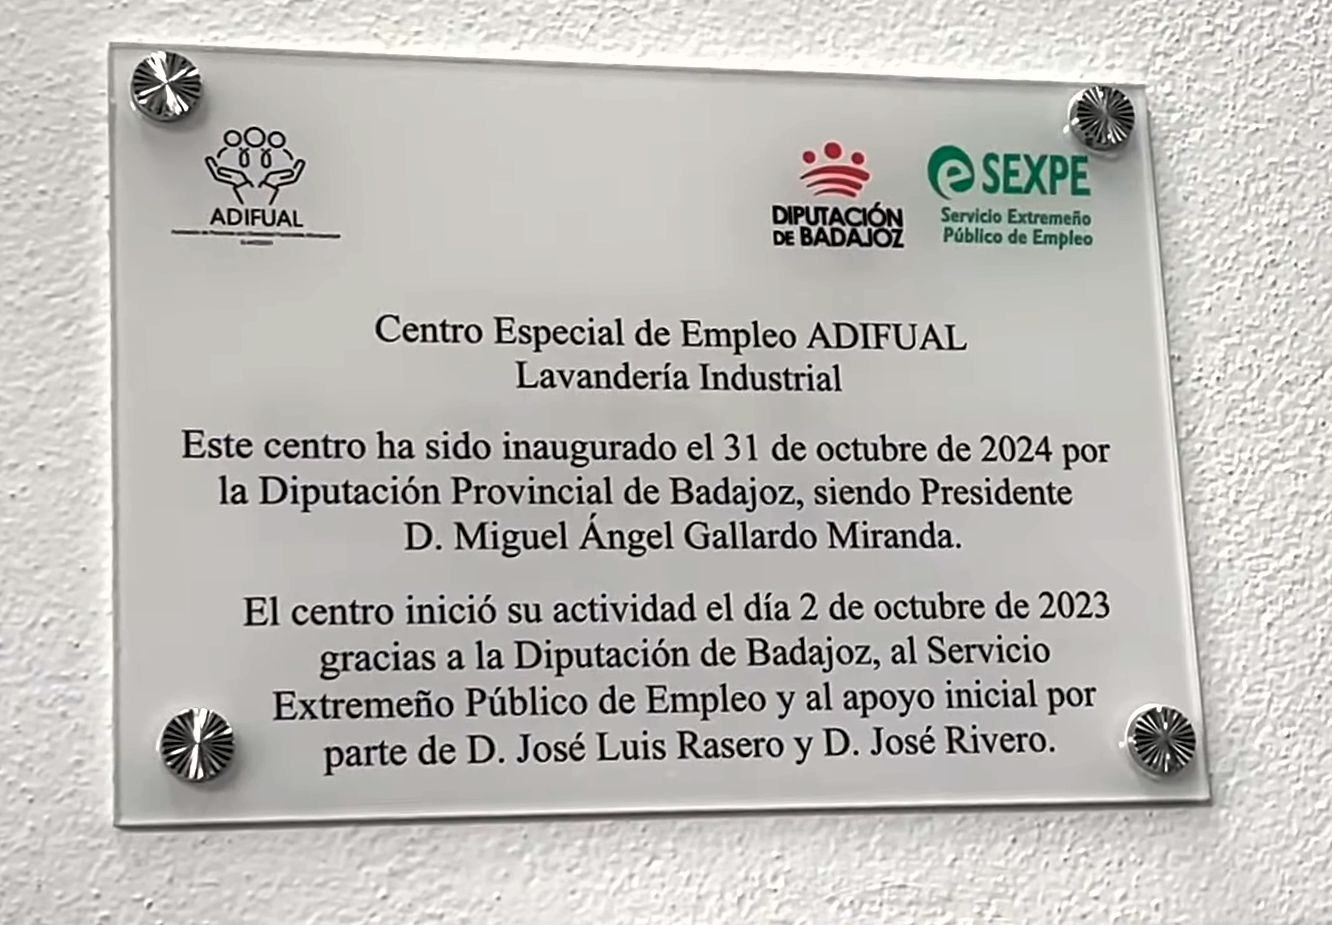 ADIFUAL
DIPUTACIÓN
DE BADAJOZ
SEXPE
Servicio Extremeño
Público de Empleo
Centro Especial de Empleo ADIFUAL
Lavandería Industrial
Este centro ha sido inaugurado el 31 de octubre de 2024 por
la Diputación Provincial de Badajoz, siendo Presidente
D. Miguel Ángel Gallardo Miranda.
El centro inició su actividad el día 2 de octubre de 2023
gracias a la Diputación de Badajoz, al Servicio
Extremeño Público de Empleo y al apoyo inicial por
parte de D. José Luis Rasero y D. José Rivero.